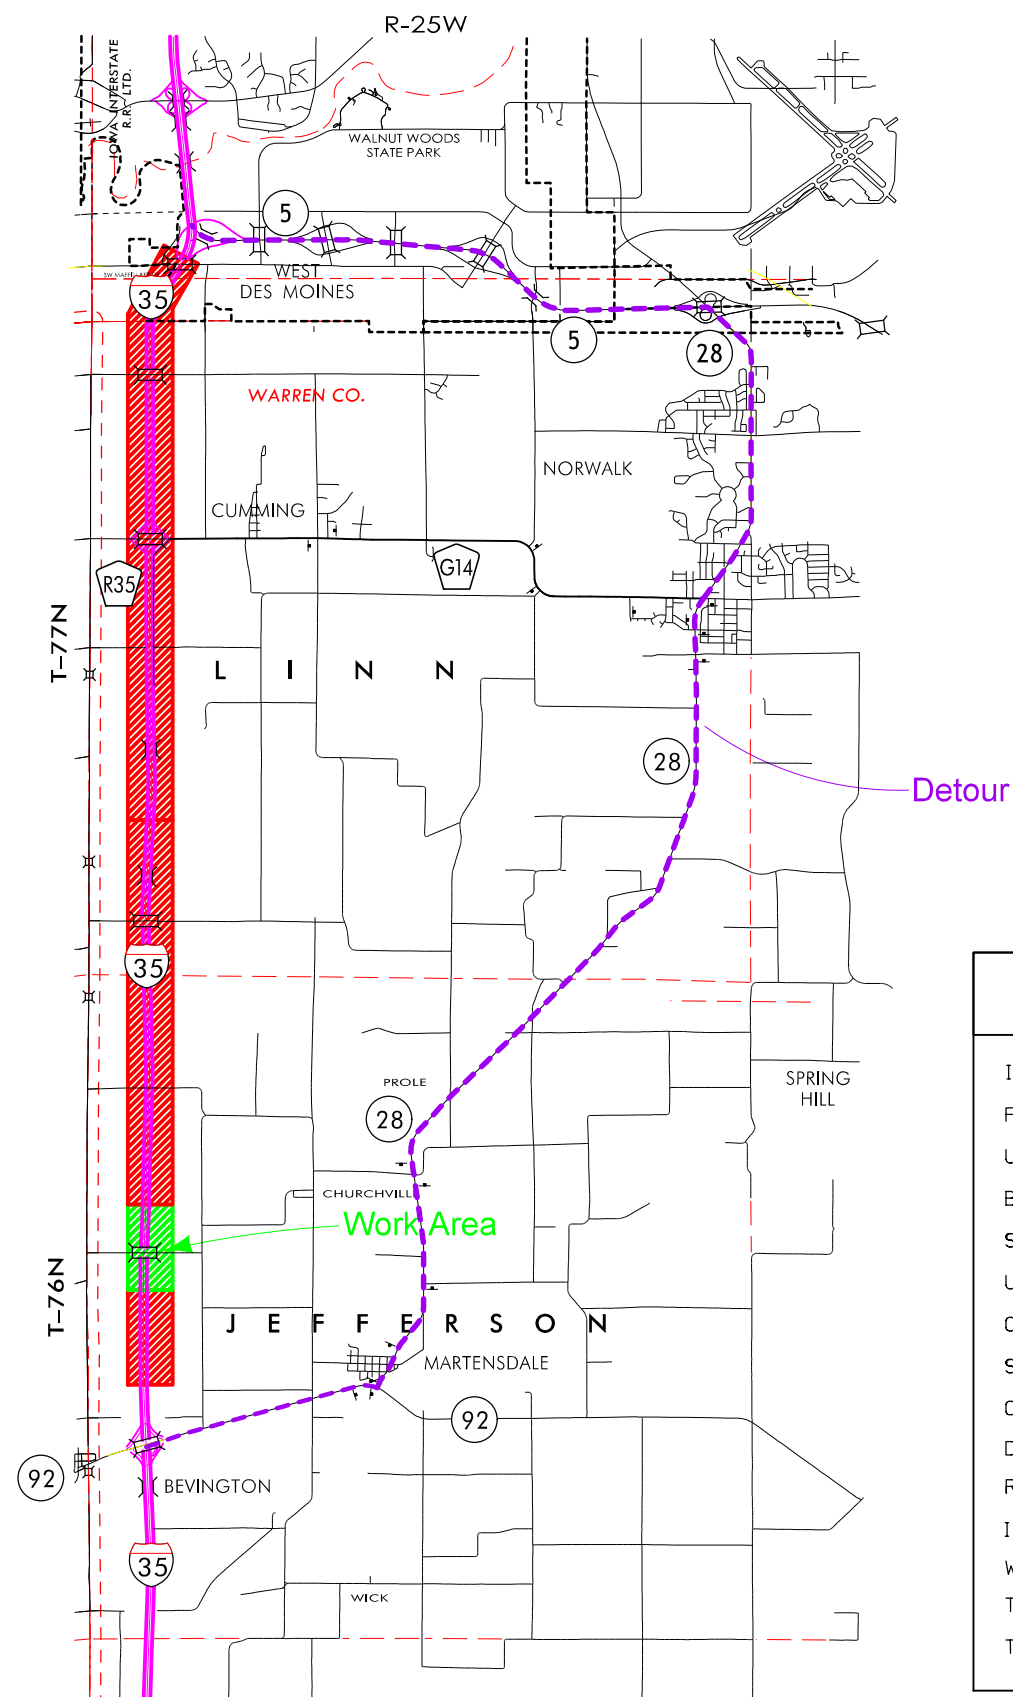 R-25W
IOWA INTERSTATE
R.R. LTD.
WALNUT WOODS
STATE PARK
5
WEST
DES MOINES
35
5
28
WARREN CO.
NORWALK
CUMMING
G14
R35
T-77N
L I N N
28
Detour
35
PROLE
SPRING
HILL
28
CHURCHVILL
Work Area
T-76N
J E F F E R S O N
MARTENSDALE
92
92
BEVINGTON
35
WICK
I
F
U
B
S
U
S
D
R
I
T
T